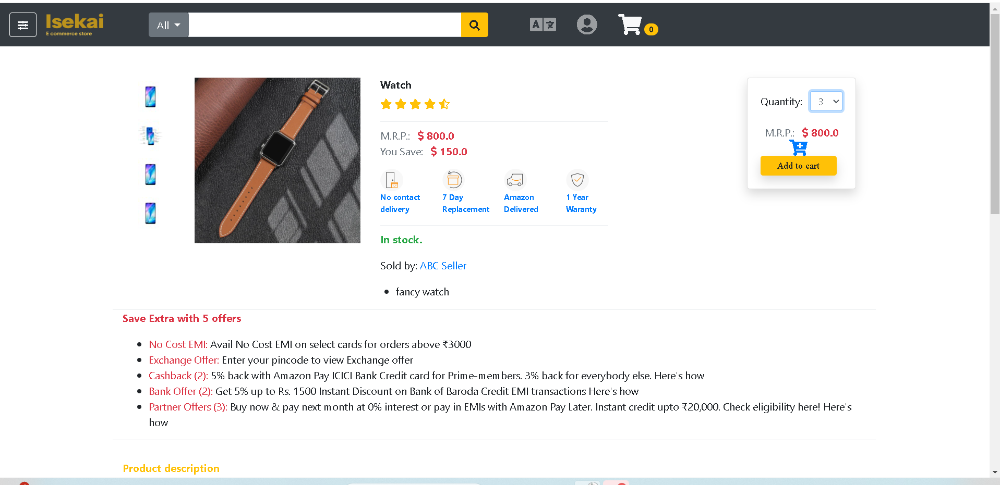 Isekai
E commerce store
All
A
0
Watch
M.R.P.: $ 800.0
You Save: $ 150.0
No contact delivery
7 Day Replacement
Amazon Delivered
1 Year Waranty
In stock.
Sold by: ABC Seller
fancy watch
Quantity: 3
M.R.P.: $ 800.0
Add to cart
Save Extra with 5 offers
No Cost EMI: Avail No Cost EMI on select cards for orders above ₹3000
Exchange Offer: Enter your pincode to view Exchange offer
Cashback (2): 5% back with Amazon Pay ICICI Bank Credit card for Prime-members. 3% back for everybody else. Here's how
Bank Offer (2): Get 5% up to Rs. 1500 Instant Discount on Bank of Baroda Credit EMI transactions Here's how
Partner Offers (3): Buy now & pay next month at 0% interest or pay in EMIs with Amazon Pay Later. Instant credit upto ₹20,000. Check eligibility here! Here's
how
Product description